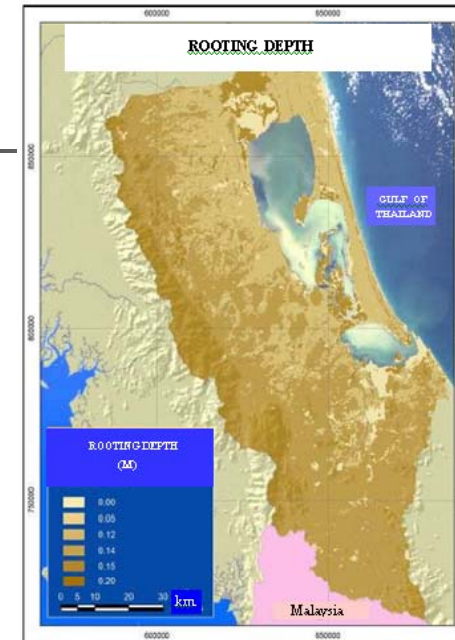 600000 650000
ROOTING DEPTH
850000
GULF OF
THAILAND
800000
ROOTING DEPTH
(M)
0.00
0.05
0.12
0.14
0.15
0.20
750000
0 5 10 20 30 km.
Malaysia
600000 650000